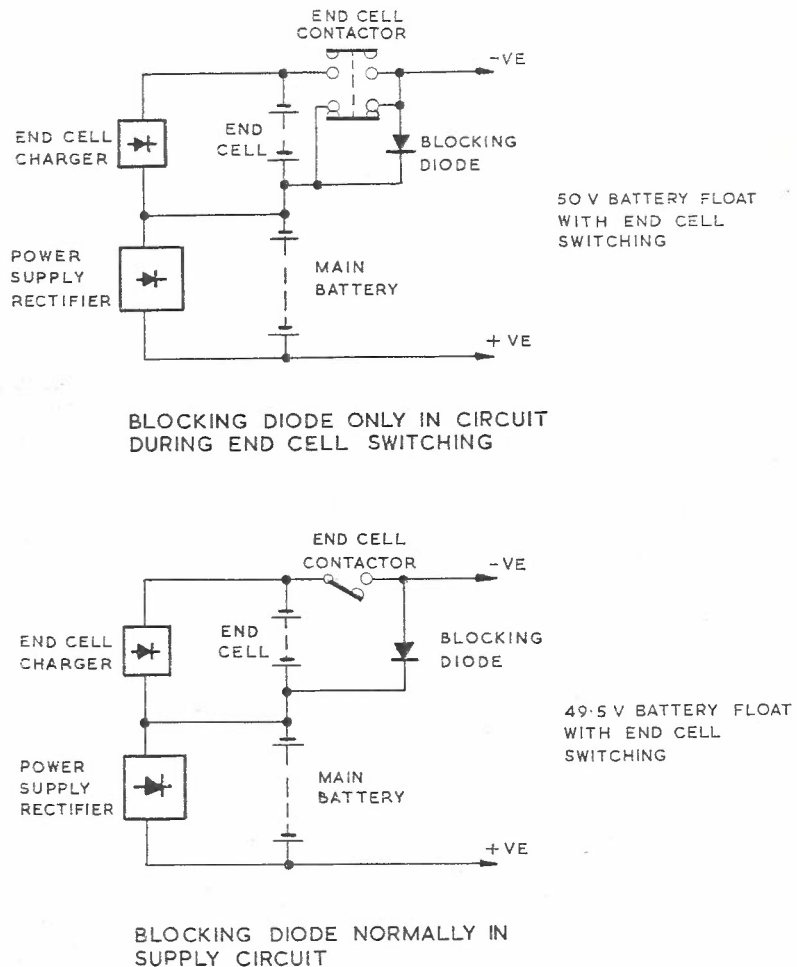 END CELL
CONTACTOR
-VE
END CELL
CHARGER
END
CELL
BLOCKING
DIODE
50 V BATTERY FLOAT
WITH END CELL
SWITCHING
POWER
SUPPLY
RECTIFIER
MAIN
BATTERY
+ VE
BLOCKING DIODE ONLY IN CIRCUIT
DURING END CELL SWITCHING
END CELL
CONTACTOR
-VE
END CELL
CHARGER
END
CELL
BLOCKING
DIODE
49·5 V BATTERY FLOAT
WITH END CELL
SWITCHING
POWER
SUPPLY
RECTIFIER
MAIN
BATTERY
+ VE
BLOCKING DIODE NORMALLY IN
SUPPLY CIRCUIT